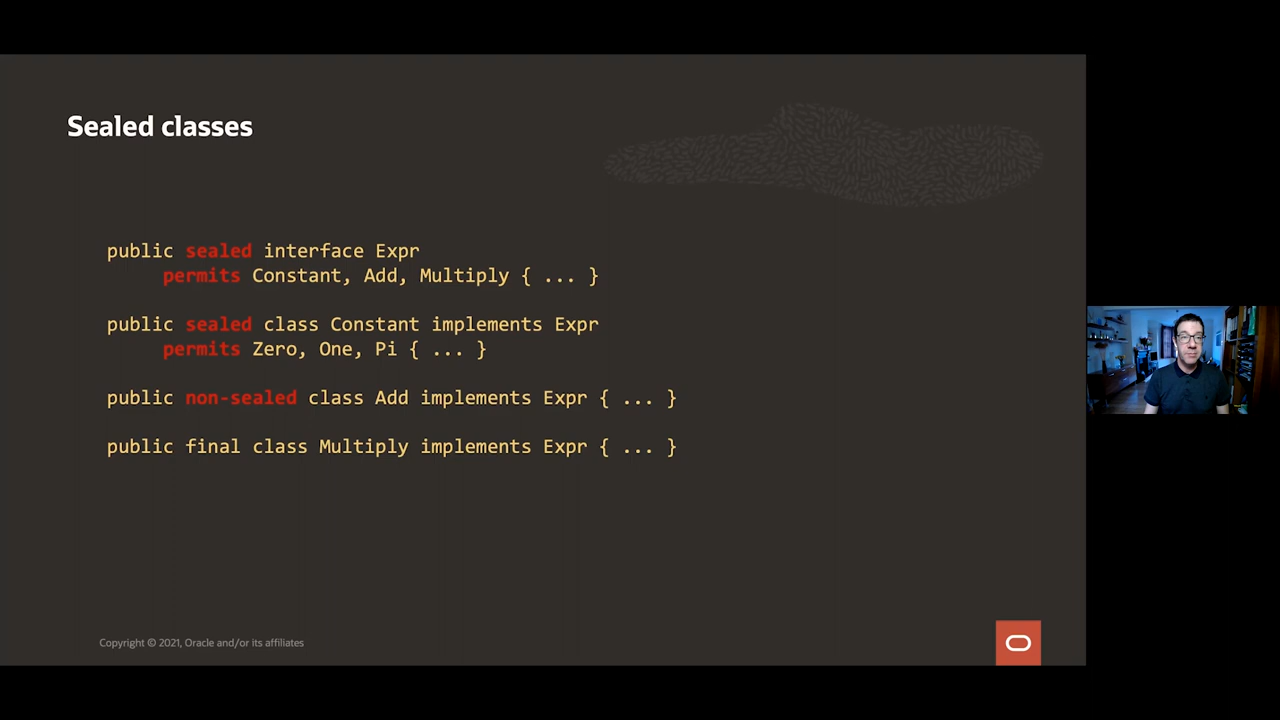 Sealed classes
public sealed interface Expr
permits Constant, Add, Multiply { ... }
public sealed class Constant implements Expr
permits Zero, One, Pi { ... }
public non-sealed class Add implements Expr { ... }
public final class Multiply implements Expr { ... }
Copyright © 2021, Oracle and/or its affiliates